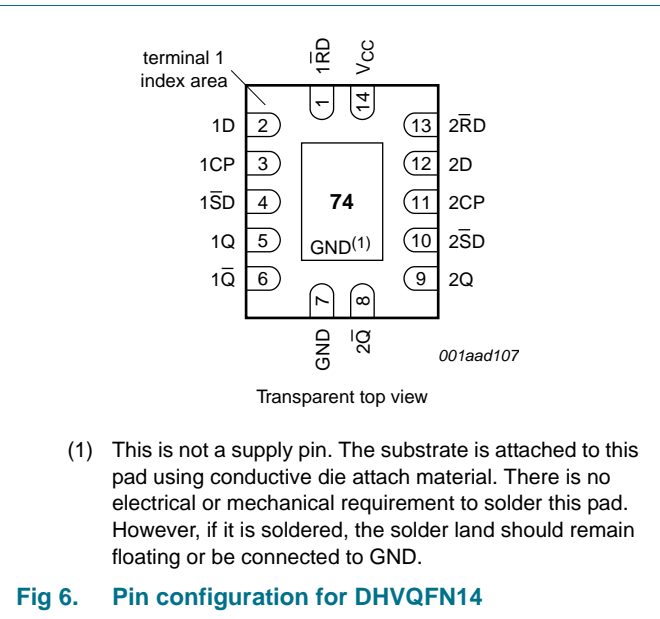 terminal 1
index area
1R̅D
VCC
1
14
1D 2
13 2R̅D
1CP 3
12 2D
1S̅D 4
74
11 2CP
1Q 5
GND(1)
10 2S̅D
1Q̅ 6
9 2Q
7
8
GND
2Q̅
001aad107
Transparent top view
(1) This is not a supply pin. The substrate is attached to this
pad using conductive die attach material. There is no
electrical or mechanical requirement to solder this pad.
However, if it is soldered, the solder land should remain
floating or be connected to GND.
Fig 6. Pin configuration for DHVQFN14